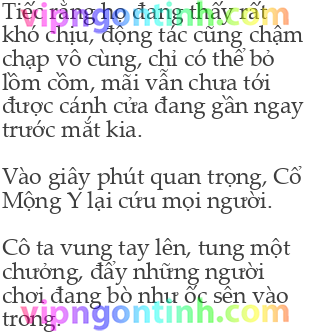 Tiếc rằng họ đang thấy rất
khó chịu, động tác cũng chậm
chạp vô cùng, chỉ có thể bò
lồm cồm, mãi vẫn chưa tới
được cánh cửa đang gần ngay
trước mắt kia.
Vào giây phút quan trọng, Cổ
Mộng Y lại cứu mọi người.
Cô ta vung tay lên, tung một
chưởng, đẩy những người
chơi đang bò như ốc sên vào
trong.
vipngontinh.com
vipngontinh.com